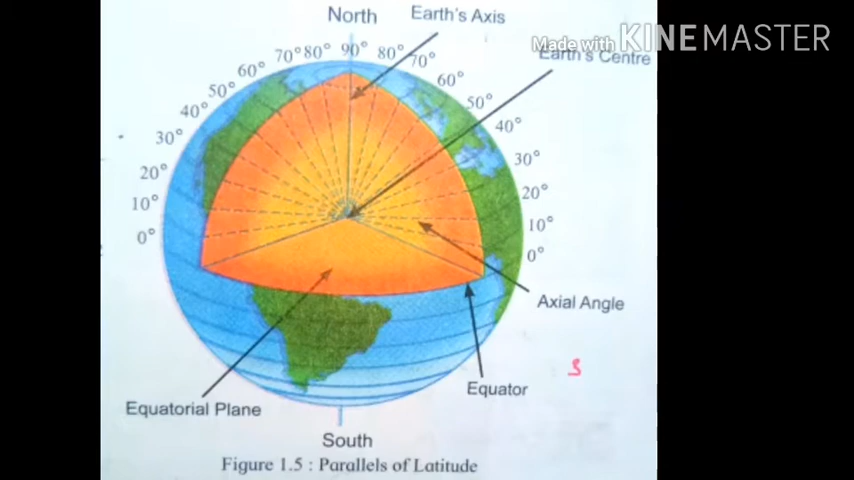 North
Earth's Axis
Made with KINEMASTER
Earth's Centre
70° 80° 90° 80° 70°
60° 60°
50° 50°
40° 40°
30° 30°
20° 20°
10° 10°
0° 0°
Axial Angle
Equator
Equatorial Plane
South
Figure 1.5 : Parallels of Latitude